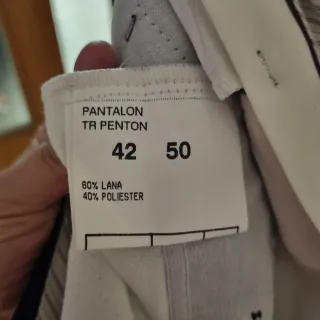 PANTALON
TR PENTON
42 50
60% LANA
40% POLIESTER